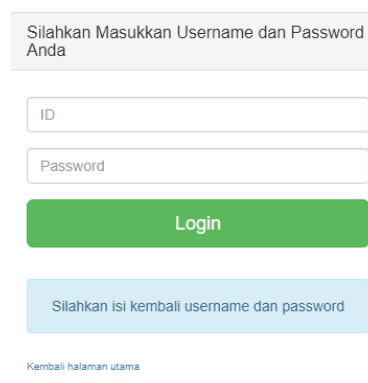 Silahkan Masukkan Username dan Password
Anda
ID
Password
Login
Silahkan isi kembali username dan password
Kembali halaman utama